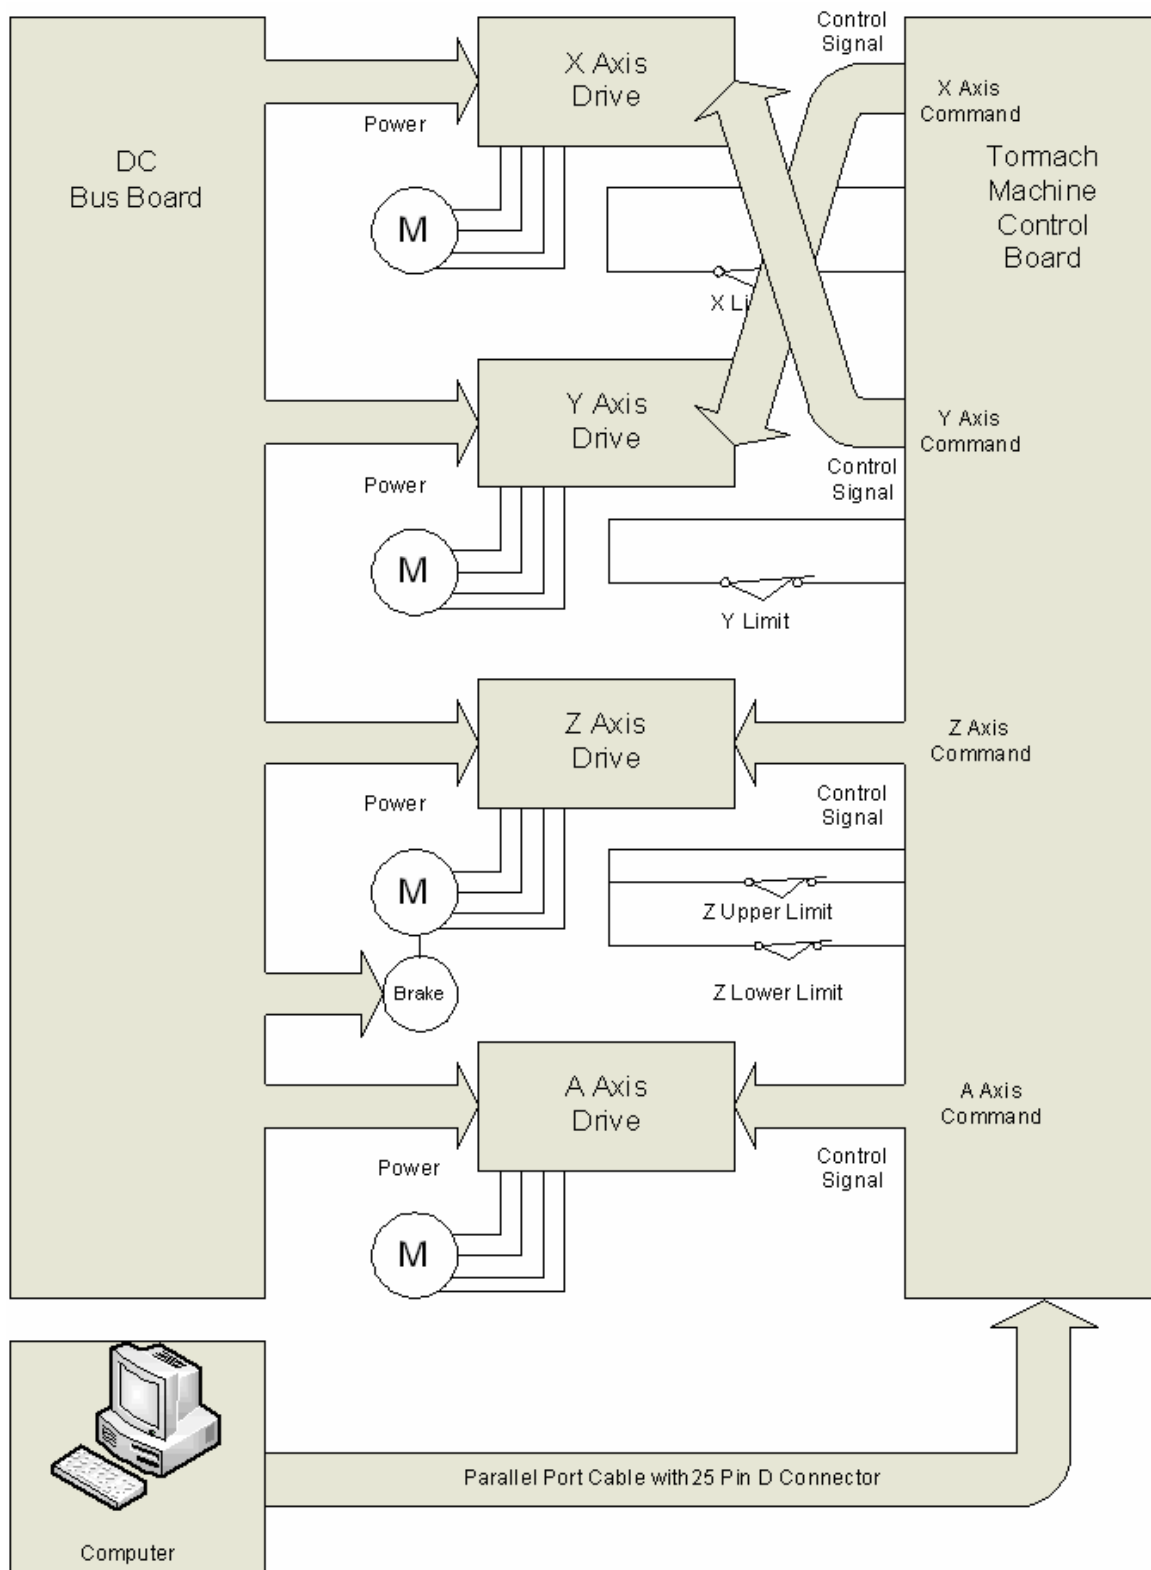 Control
Signal
X Axis
Drive
X Axis
Command
Power
DC
Bus Board
Tormach
Machine
Control
Board
M
X Li
Y Axis
Drive
Y Axis
Command
Control
Signal
Power
M
Y Limit
Z Axis
Drive
Z Axis
Command
Power
Control
Signal
M
Z Upper Limit
Z Lower Limit
Brake
A Axis
Drive
A Axis
Command
Power
Control
Signal
M
Parallel Port Cable with 25 Pin D Connector
Computer